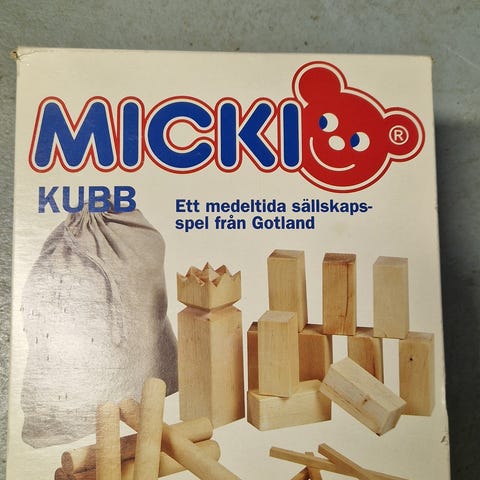 MICKI
®
KUBB
Ett medeltida sällskaps-
spel från Gotland